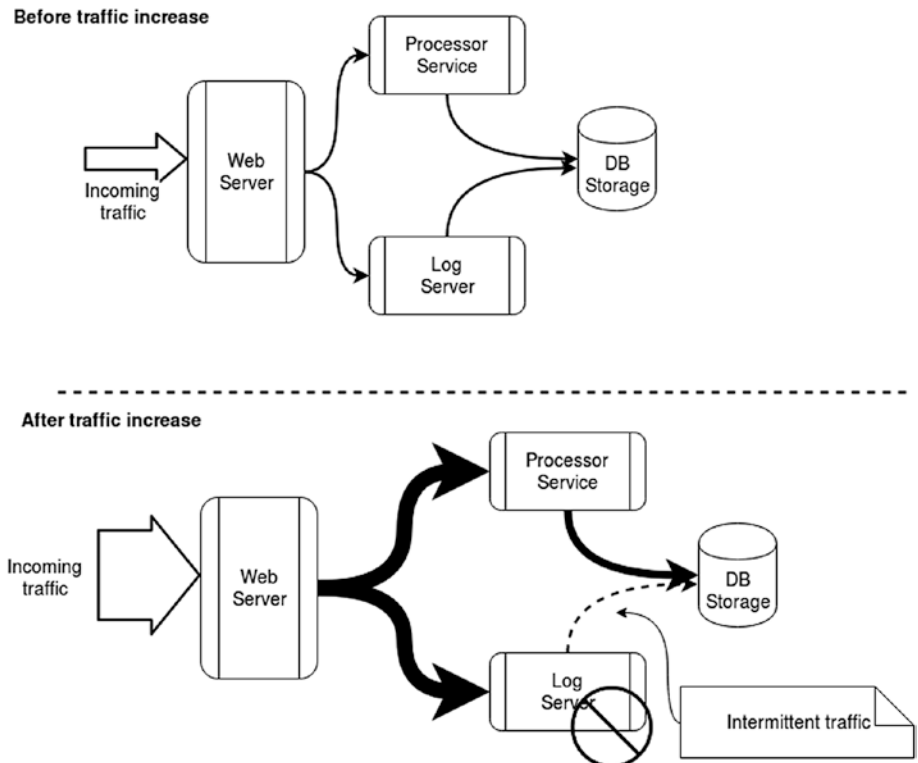 Before traffic increase
Processor
Service
Web
Server
Incoming
traffic
DB
Storage
Log
Server
After traffic increase
Processor
Service
Incoming
traffic
Web
Server
DB
Storage
Log
Server
Intermittent traffic